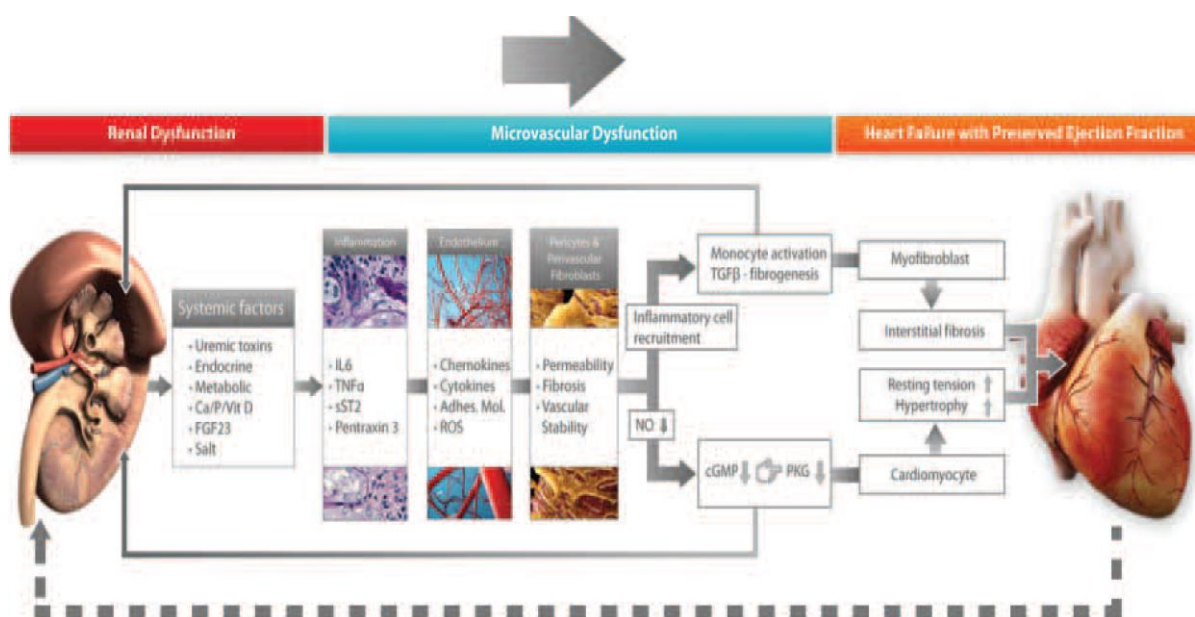 Renal Dysfunction
Microvascular Dysfunction
Heart Failure with Preserved Ejection Fraction
Systemic factors
• Uremic toxins
• Endocrine
• Metabolic
• Ca/P/Vit D
• FGF23
• Salt
Inflammation
• IL6
• TNFα
• sST2
• Pentraxin 3
Endothelium
• Chemokines
• Cytokines
• Adhes. Mol.
• ROS
Pericytes &
Perivascular
Fibroblasts
• Permeability
• Fibrosis
• Vascular
Stability
Inflammatory cell
recruitment
NO
Monocyte activation
TGFβ - fibrogenesis
cGMP PKG
Myofibroblast
Interstitial fibrosis
Resting tension
Hypertrophy
Cardiomyocyte